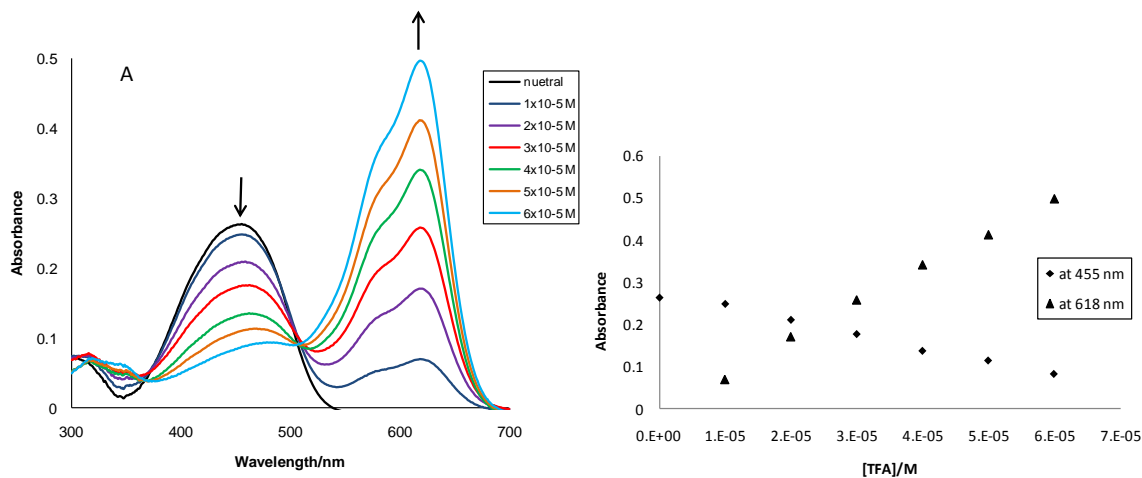 A
0.5
0.4
0.3
0.2
0.1
0
Absorbance
300
400
500
600
700
Wavelength/nm
nuetral
1x10-5 M
2x10-5 M
3x10-5 M
4x10-5 M
5x10-5 M
6x10-5 M
0.6
0.5
0.4
0.3
0.2
0.1
0
Absorbance
0.E+00
1.E-05
2.E-05
3.E-05
4.E-05
5.E-05
6.E-05
7.E-05
[TFA]/M
at 455 nm
at 618 nm